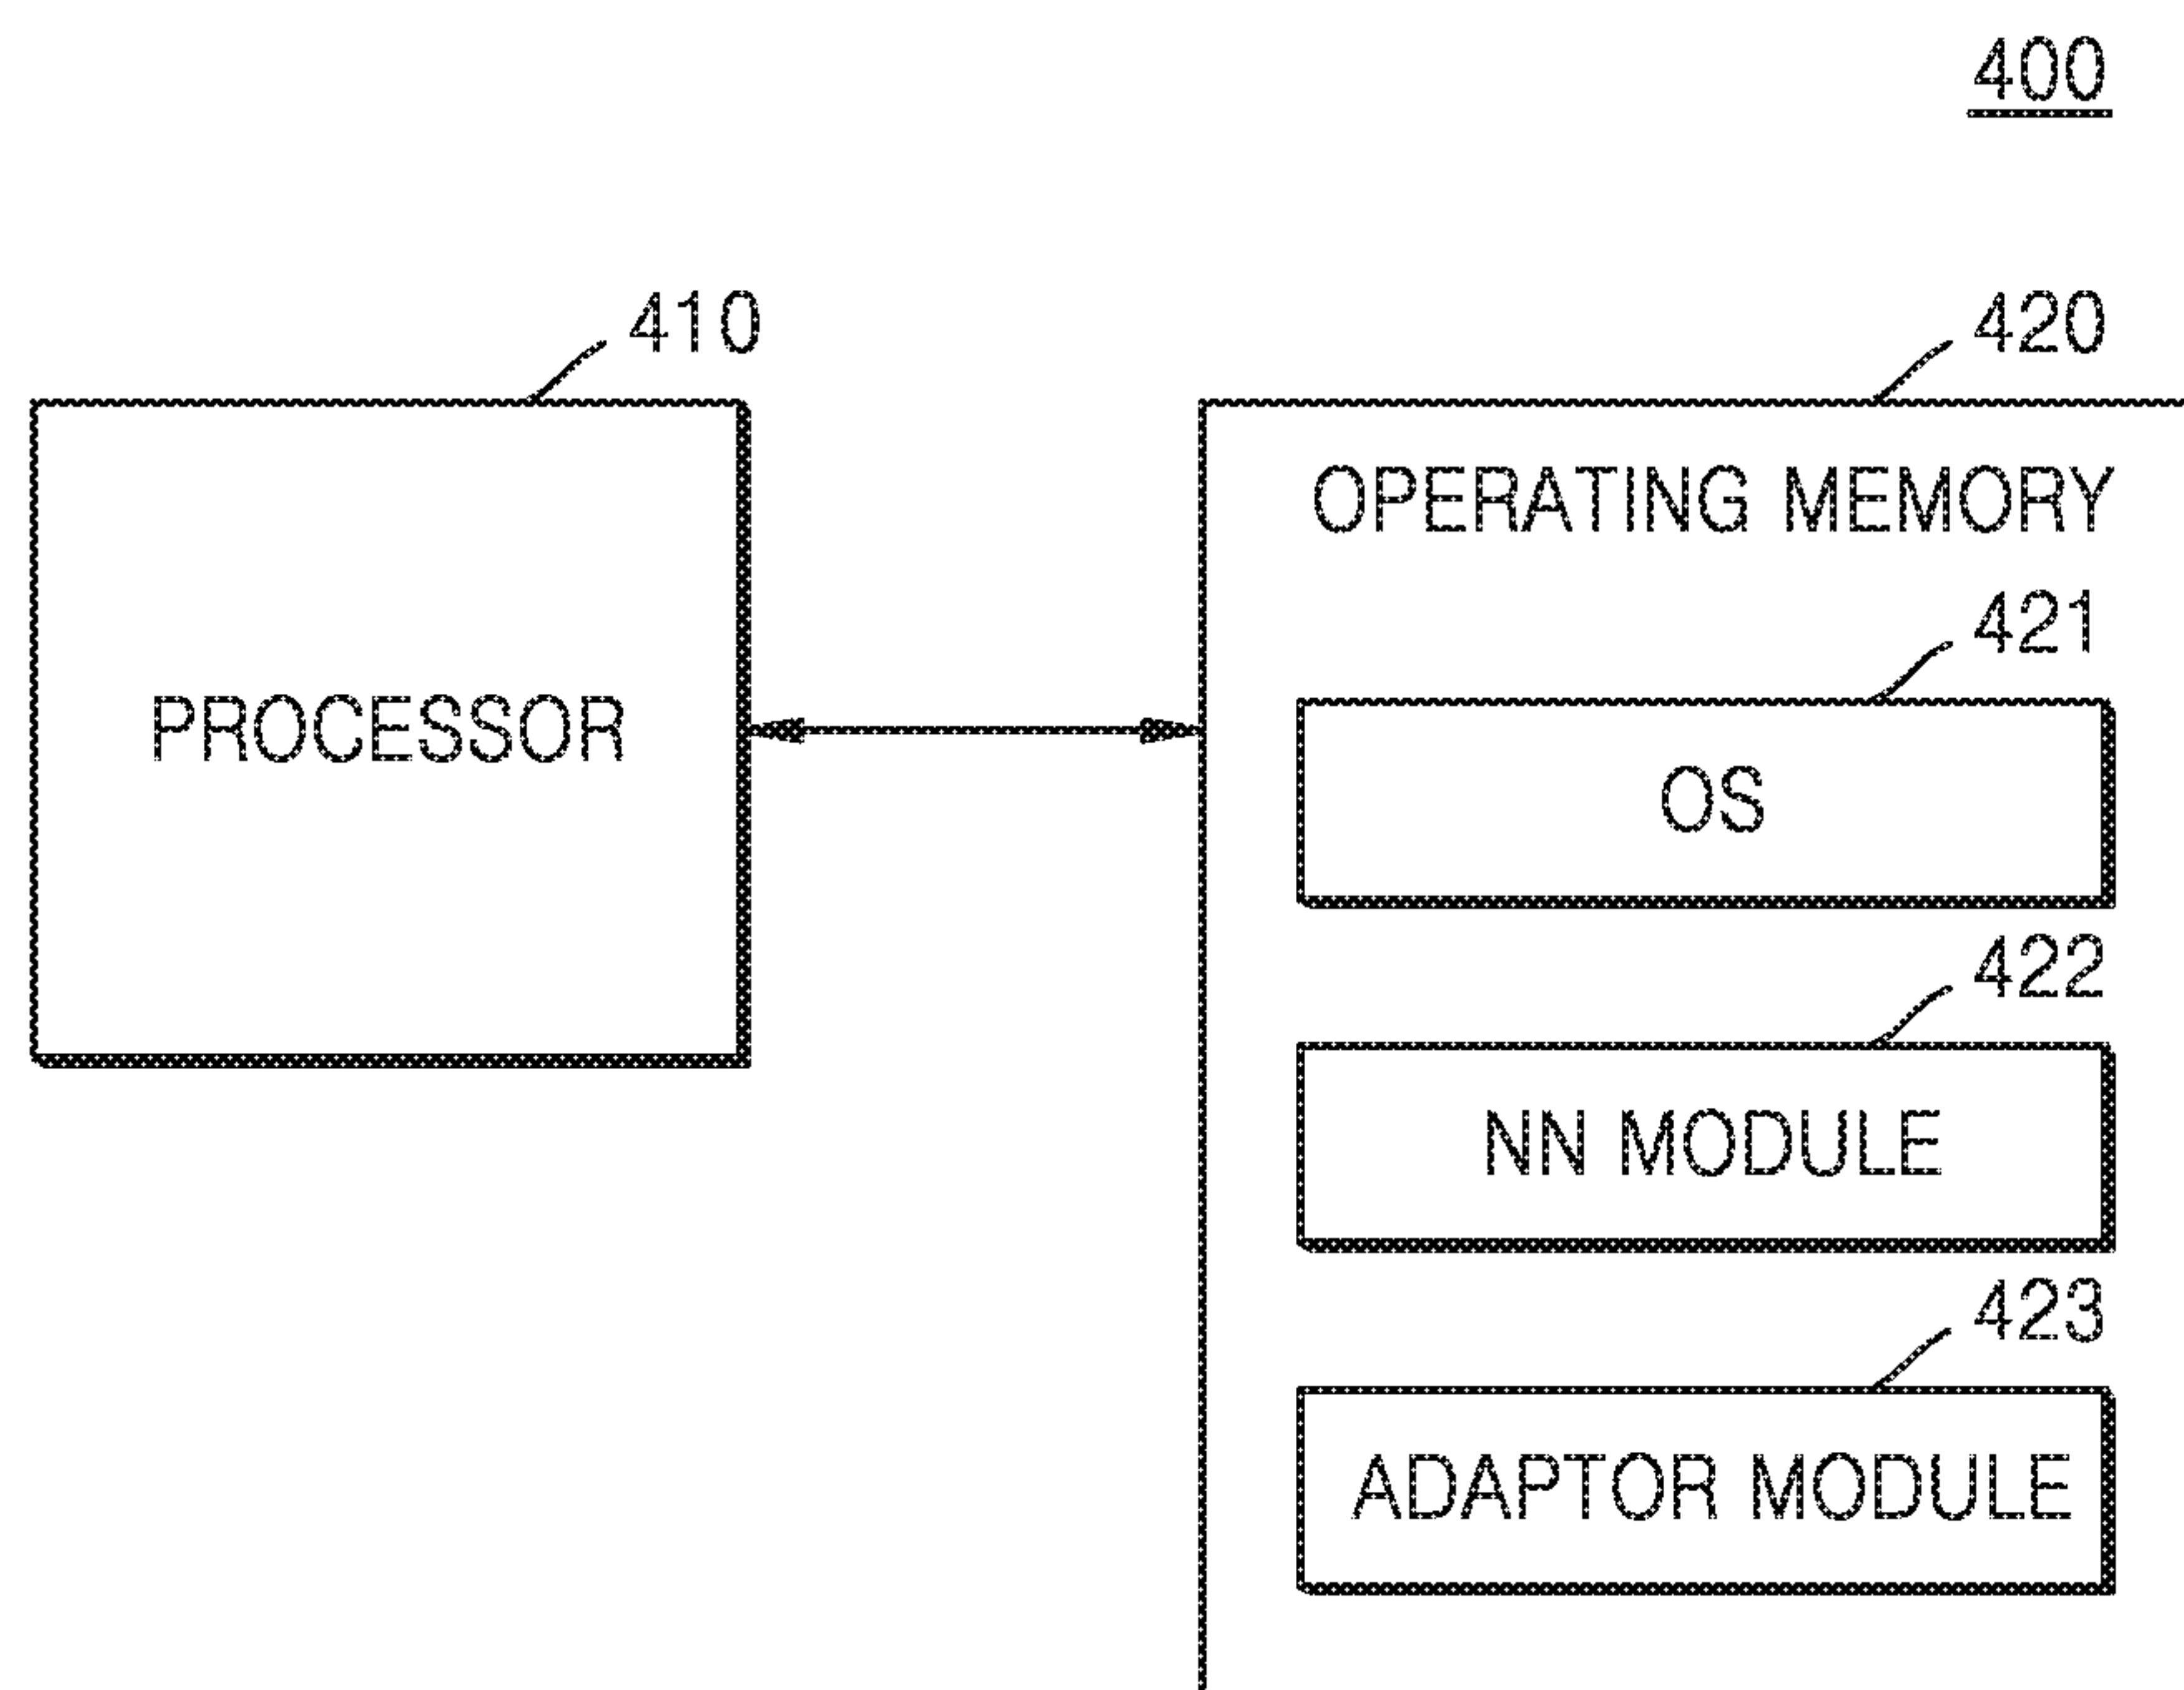 400
410
420
OPERATING MEMORY
421
PROCESSOR
OS
422
NN MODULE
423
ADAPTOR MODULE